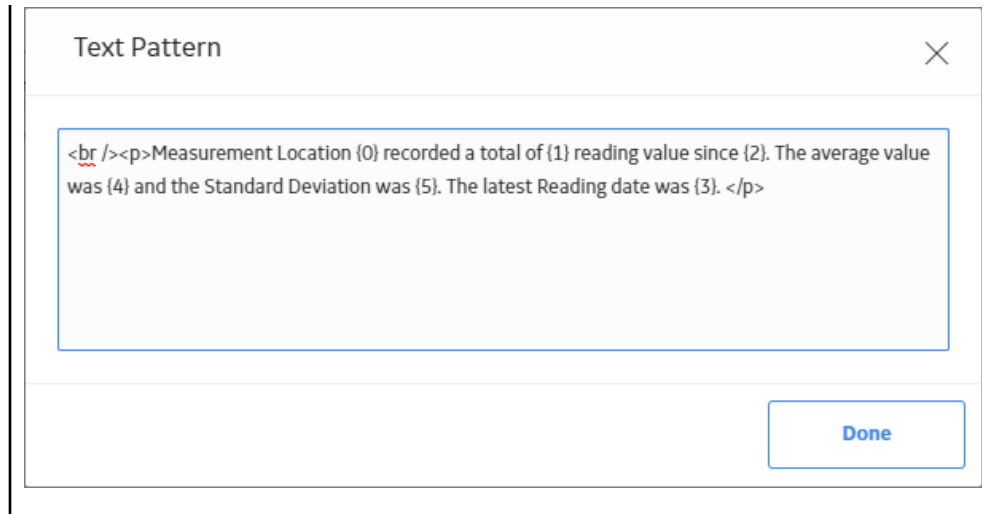 Text Pattern
<br /><p>Measurement Location {0} recorded a total of {1} reading value since {2}. The average value
was {4} and the Standard Deviation was {5}. The latest Reading date was {3}. </p>
Done